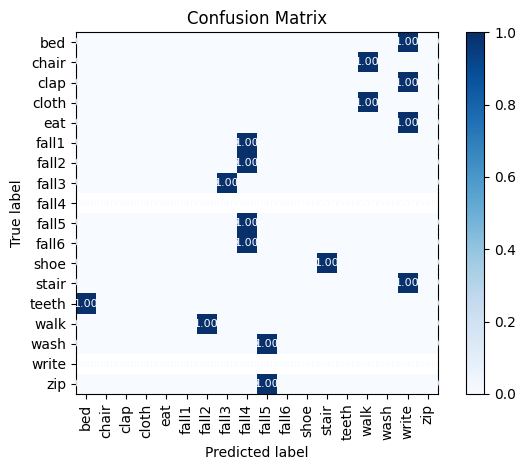 Confusion Matrix
bed 1.00 1.0
chair 1.00
clap 1.00
cloth 1.00 0.8
eat 1.00
fall1 1.00
fall2 1.00 0.6
fall3 1.00
fall4
fall5 1.00
fall6 1.00 0.4
shoe 1.00
stair 1.00
teeth 1.00
walk 1.00 0.2
wash 1.00
write
zip 1.00 0.0
True label
bed chair clap cloth eat fall1 fall2 fall3 fall4 fall5 fall6 shoe stair teeth walk wash write zip
Predicted label